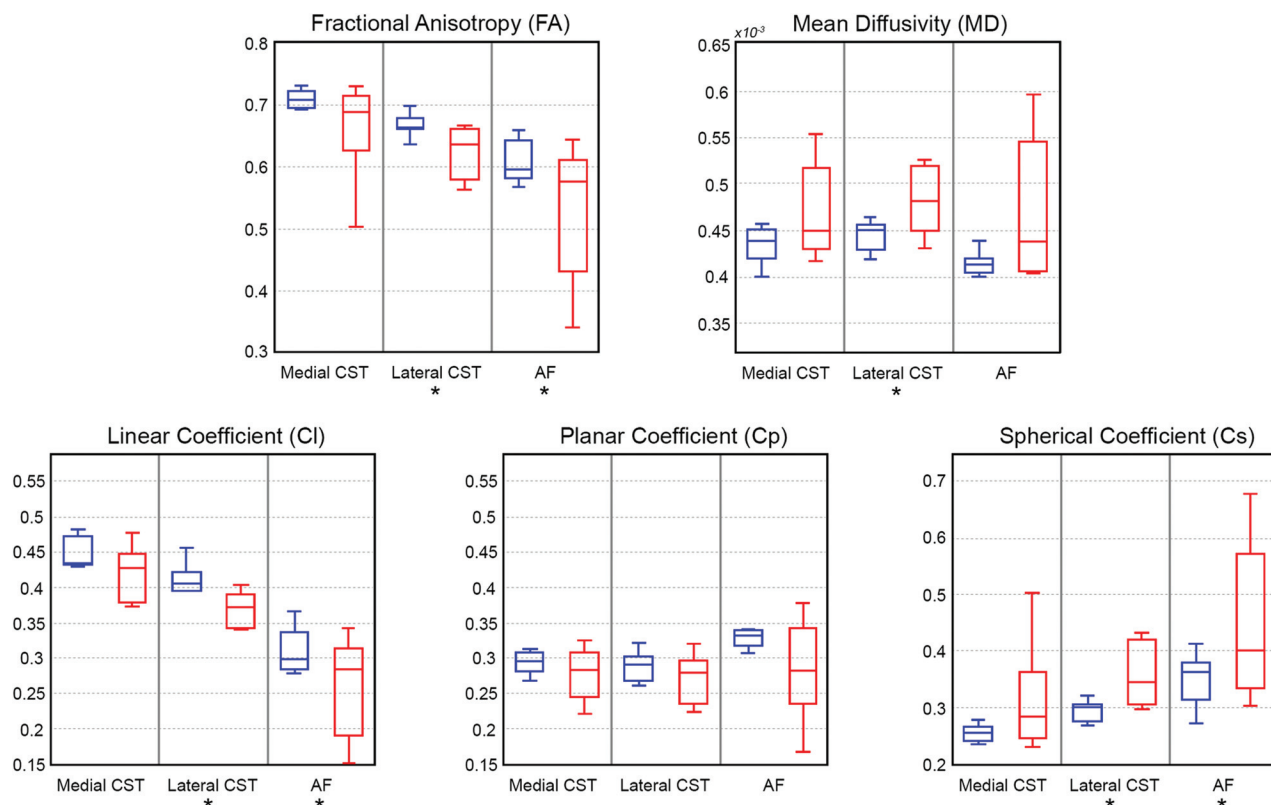 Fractional Anisotropy (FA)
0.8
0.7
0.6
0.5
0.4
0.3
Medial CST
Lateral CST
AF
*
*
Mean Diffusivity (MD)
x10⁻³
0.65
0.6
0.55
0.5
0.45
0.4
0.35
Medial CST
Lateral CST
AF
*
Linear Coefficient (Cl)
0.55
0.5
0.45
0.4
0.35
0.3
0.25
0.2
0.15
Medial CST
Lateral CST
AF
*
*
Planar Coefficient (Cp)
0.55
0.5
0.45
0.4
0.35
0.3
0.25
0.2
0.15
Medial CST
Lateral CST
AF
Spherical Coefficient (Cs)
0.7
0.6
0.5
0.4
0.3
0.2
Medial CST
Lateral CST
AF
*
*